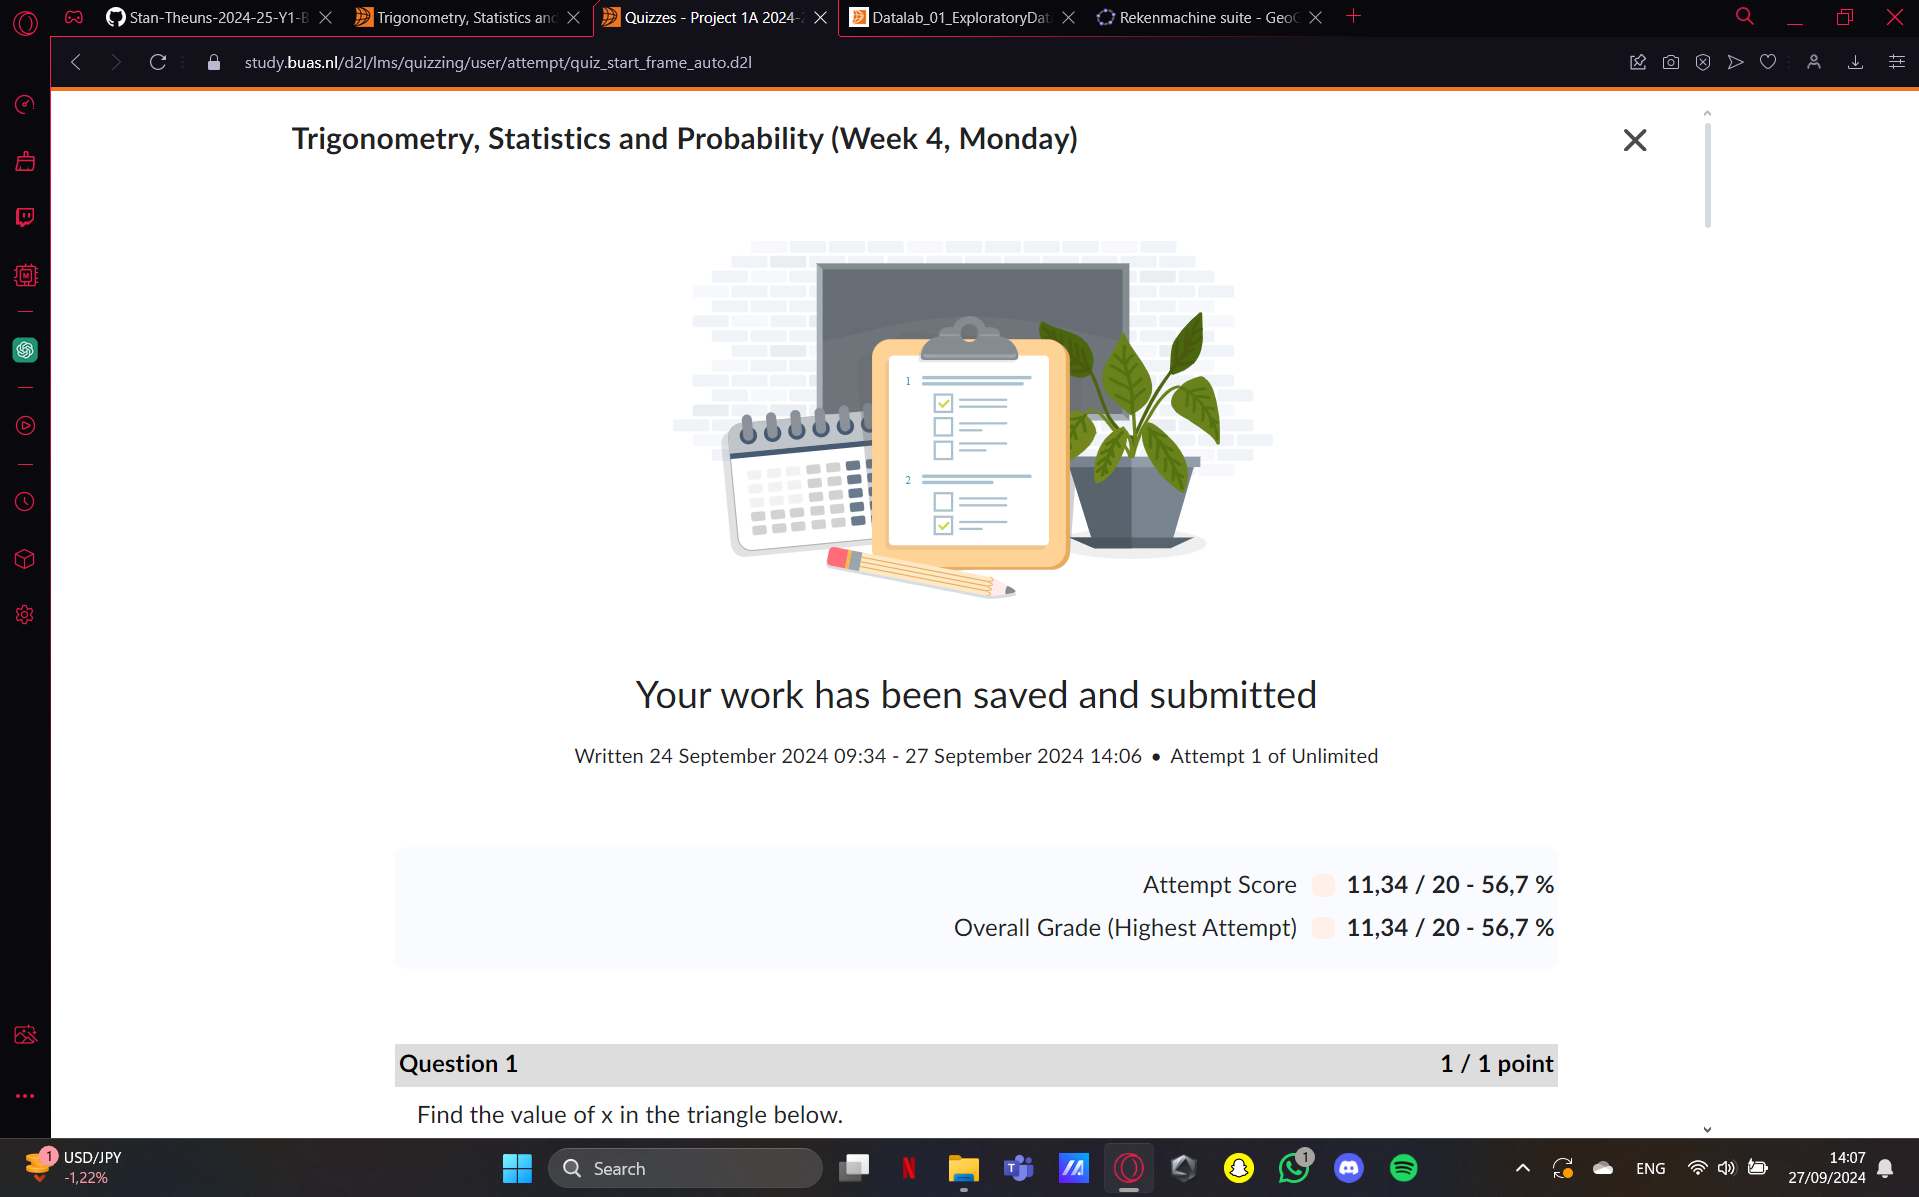 Stan-Theuns-2024-25-Y1-B
Trigonometry, Statistics and
Quizzes - Project 1A 2024-2
Datalab_01_ExploratoryDat
Rekenmachine suite - GeoG
study.buas.nl/d2l/lms/quizzing/user/attempt/quiz_start_frame_auto.d2l
Trigonometry, Statistics and Probability (Week 4, Monday)
1
2
Your work has been saved and submitted
Written 24 September 2024 09:34 - 27 September 2024 14:06 • Attempt 1 of Unlimited
Attempt Score 11,34 / 20 - 56,7 %
Overall Grade (Highest Attempt) 11,34 / 20 - 56,7 %
Question 1 1 / 1 point
Find the value of x in the triangle below.
1
USD/JPY
-1,22%
Search
1
ENG
14:07
27/09/2024